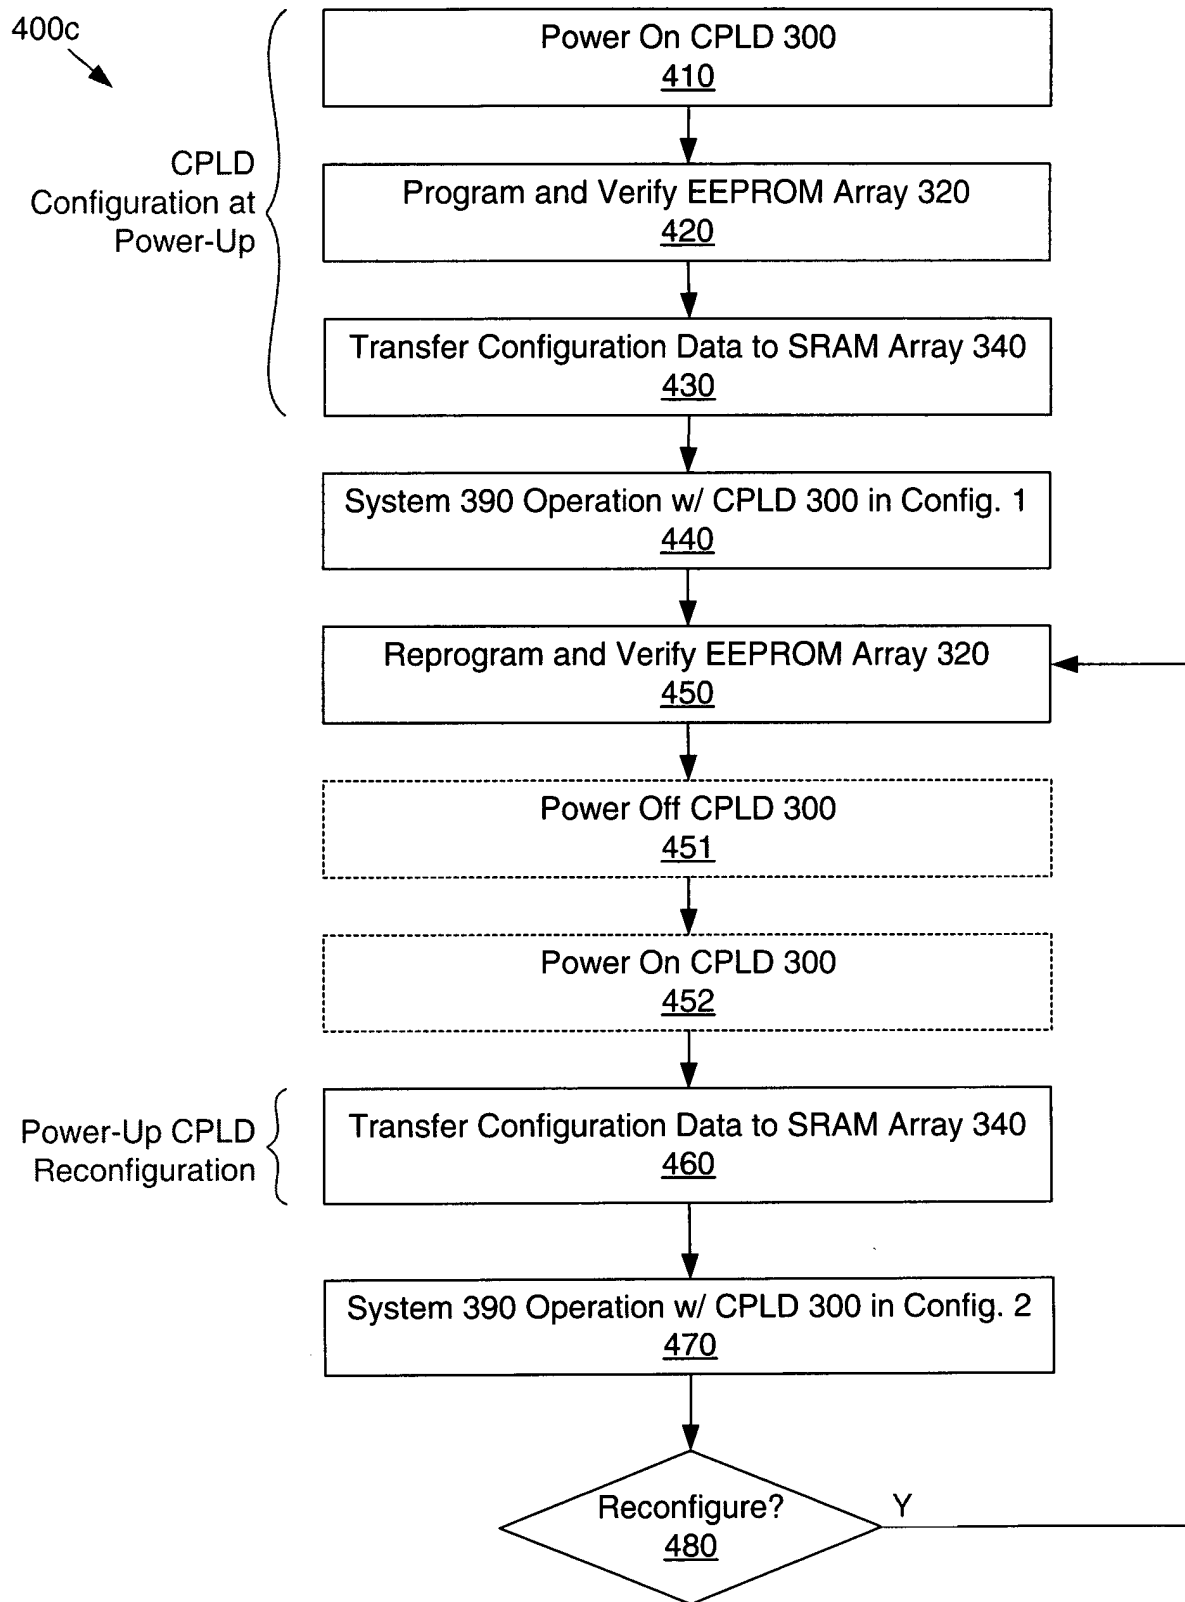 400c
Power On CPLD 300
410
CPLD
Configuration at
Power-Up
Program and Verify EEPROM Array 320
420
Transfer Configuration Data to SRAM Array 340
430
System 390 Operation w/ CPLD 300 in Config. 1
440
Reprogram and Verify EEPROM Array 320
450
Power Off CPLD 300
451
Power On CPLD 300
452
Power-Up CPLD
Reconfiguration
Transfer Configuration Data to SRAM Array 340
460
System 390 Operation w/ CPLD 300 in Config. 2
470
Reconfigure?
480
Y